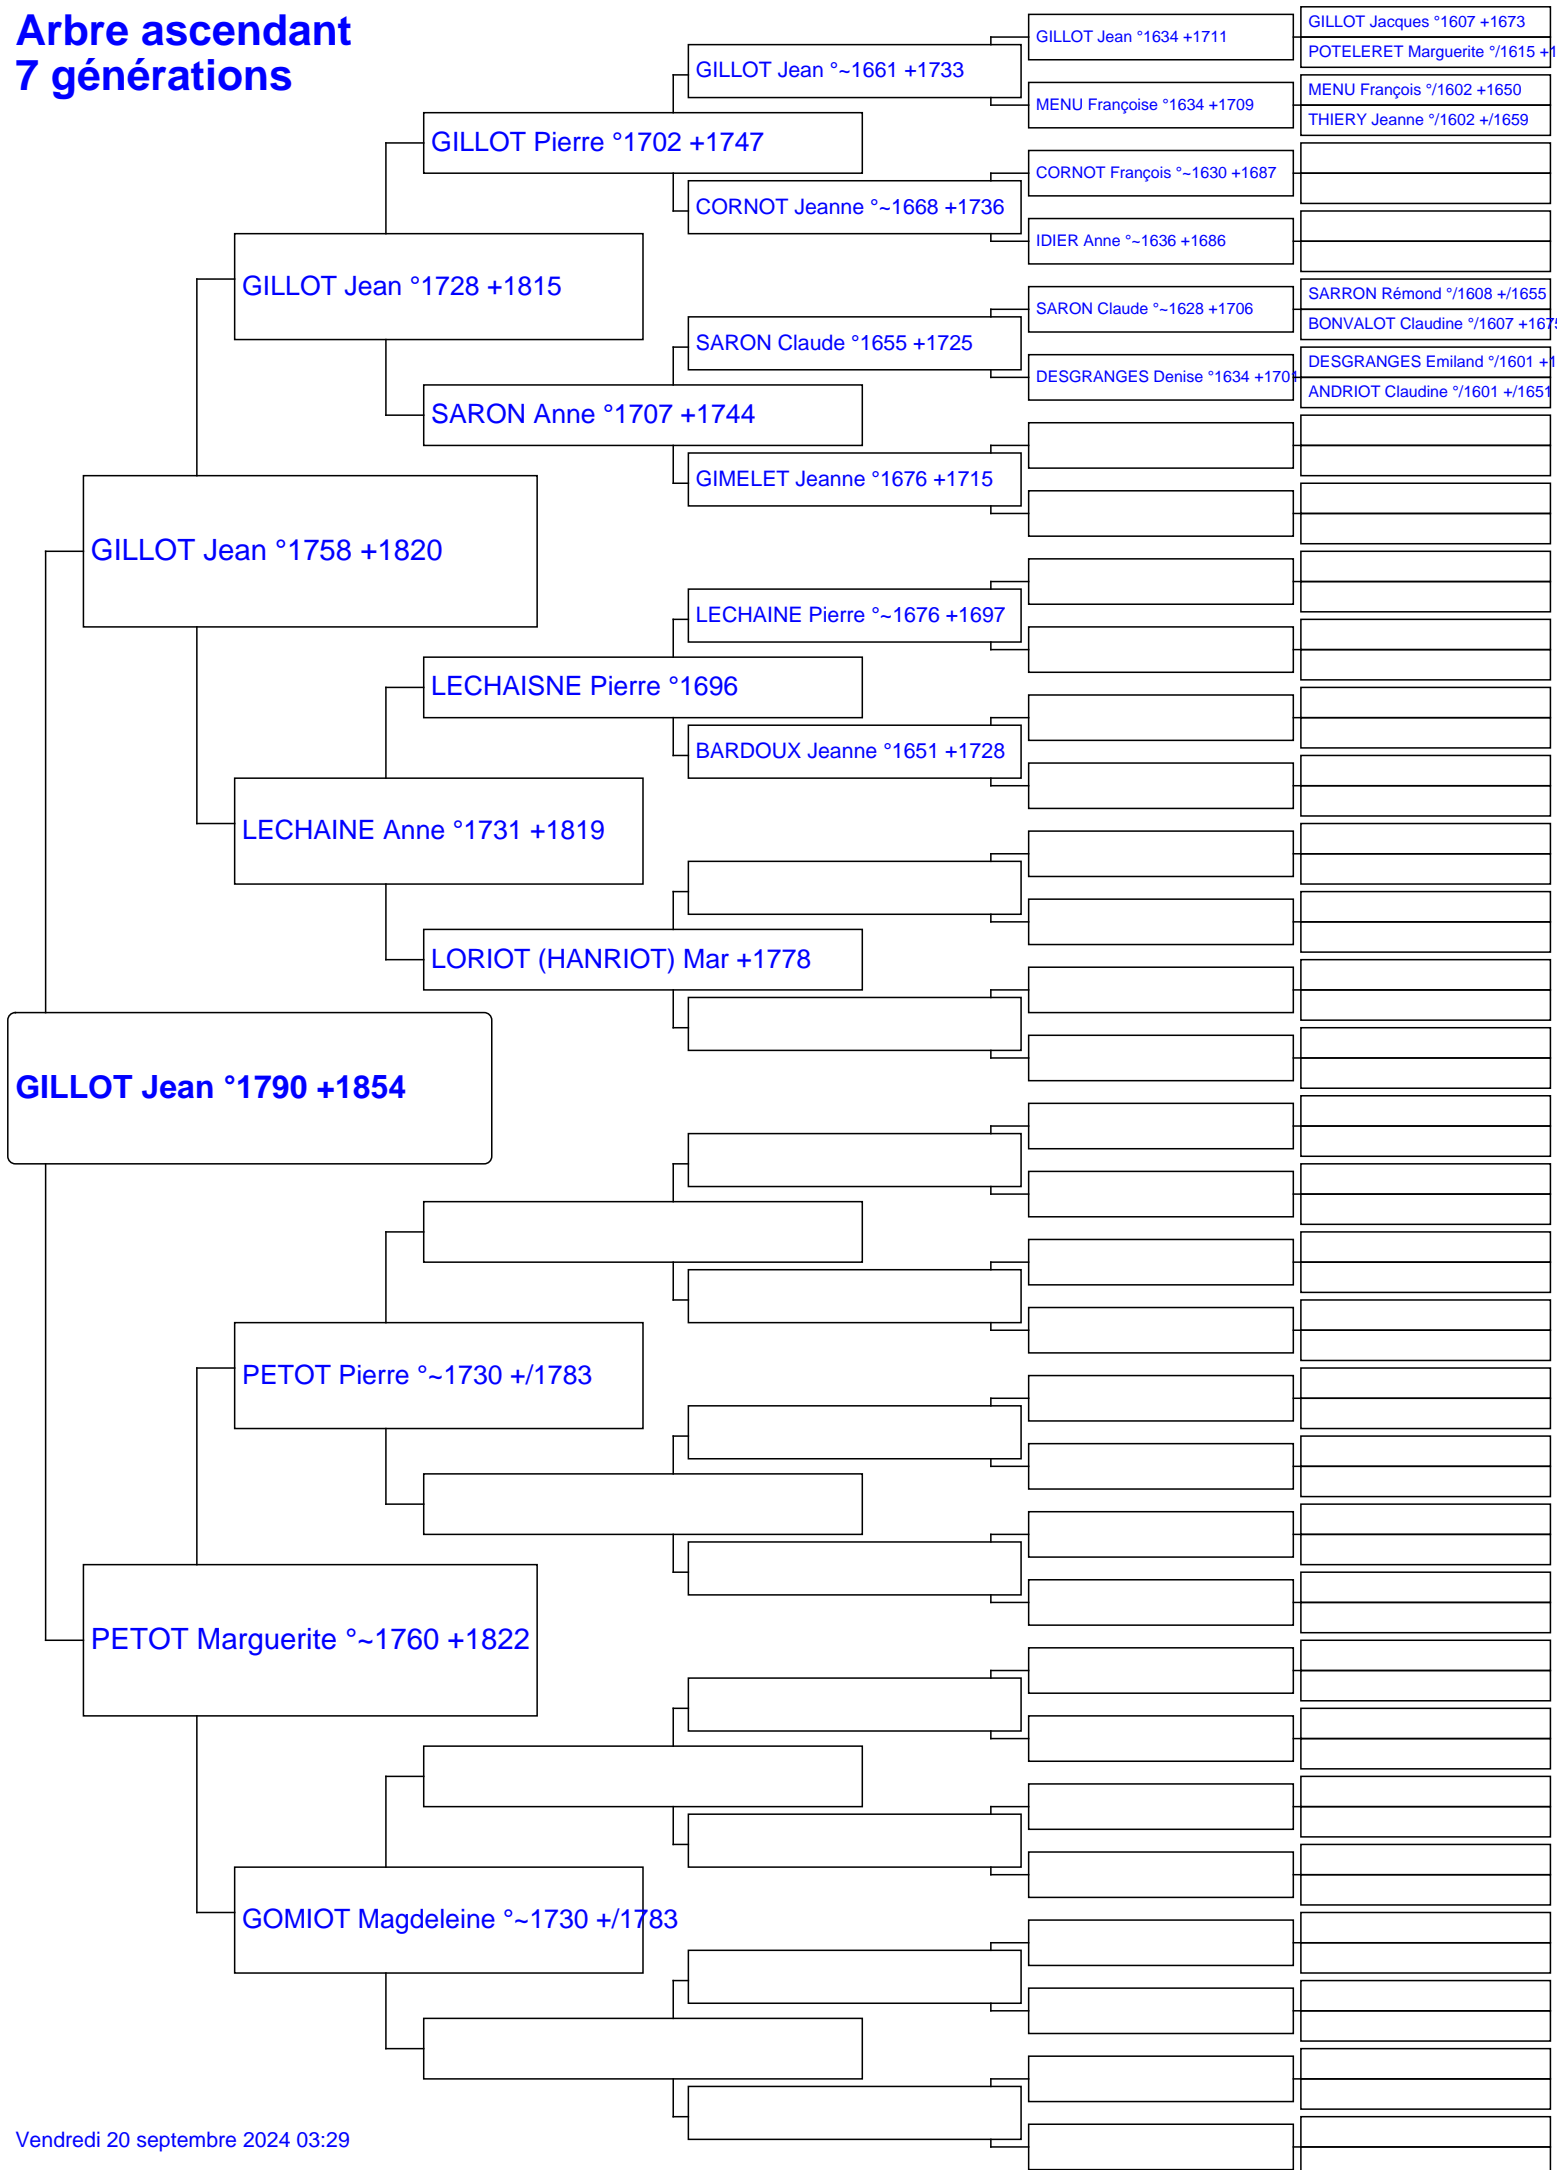 Arbre ascendant
7 générations
GILLOT Jacques °1607 +1673
GILLOT Jean °1634 +1711
POTELERET Marguerite °/1615 +1
GILLOT Jean °~1661 +1733
MENU François °/1602 +1650
MENU Françoise °1634 +1709
THIERY Jeanne °/1602 +/1659
GILLOT Pierre °1702 +1747
CORNOT François °~1630 +1687
CORNOT Jeanne °~1668 +1736
IDIER Anne °~1636 +1686
GILLOT Jean °1728 +1815
SARRON Rémond °/1608 +/1655
SARON Claude °~1628 +1706
BONVALOT Claudine °/1607 +1675
SARON Claude °1655 +1725
DESGRANGES Emiland °/1601 +1
DESGRANGES Denise °1634 +1701
ANDRIOT Claudine °/1601 +/1651
SARON Anne °1707 +1744
GIMELET Jeanne °1676 +1715
GILLOT Jean °1758 +1820
LECHAINE Pierre °~1676 +1697
LECHAISNE Pierre °1696
BARDOUX Jeanne °1651 +1728
LECHAINE Anne °1731 +1819
LORIOT (HANRIOT) Mar +1778
GILLOT Jean °1790 +1854
PETOT Pierre °~1730 +/1783
PETOT Marguerite °~1760 +1822
GOMIOT Magdeleine °~1730 +/1783
Vendredi 20 septembre 2024 03:29